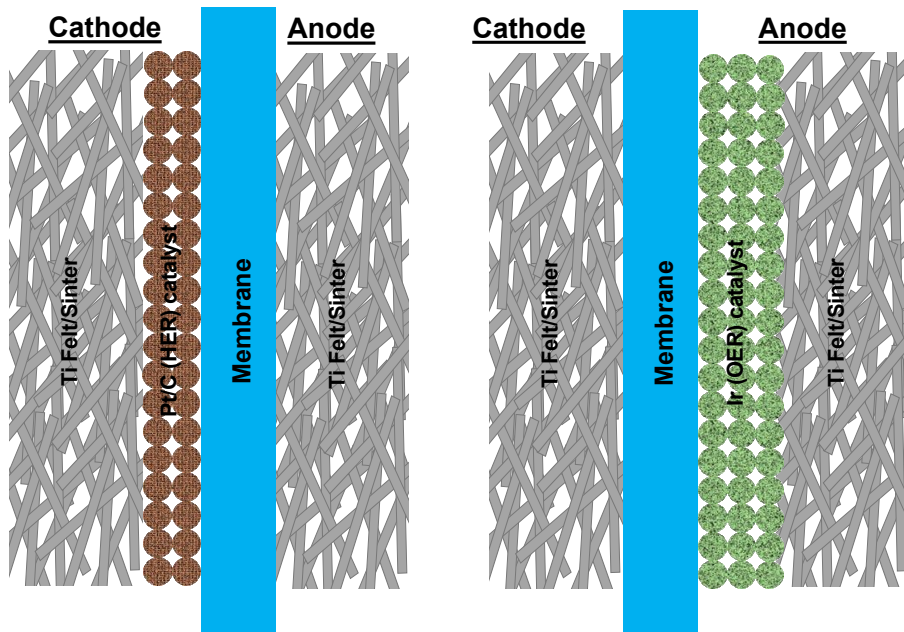 Cathode
Anode
Cathode
Anode
Ti Felt/Sinter
Pt/C (HER) catalyst
Membrane
Ti Felt/Sinter
Ti Felt/Sinter
Membrane
Ir (OER) catalyst
Ti Felt/Sinter